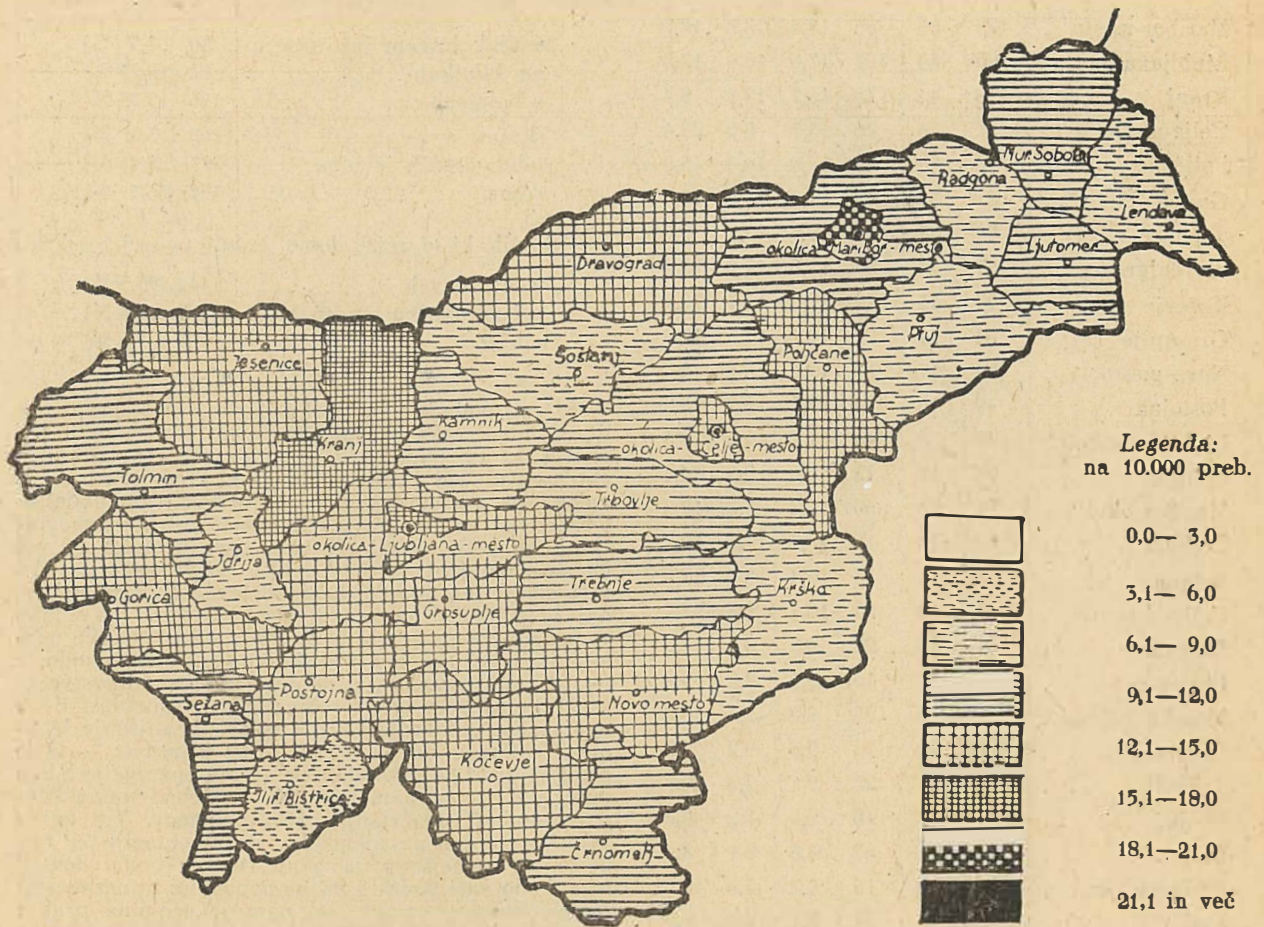 Mur. Sobota
Radgona
Lendava
Ljutomer
okolica - Maribor - mesto
Dravograd
Ptuj
Jesenice
Šoštanj
Poljčane
Kamnik
Kranj
okolica - Celje - mesto
Tolmin
Trbovlje
okolica - Ljubljana - mesto
Idrija
Trebnje
Krško
Gorica
Grosuplje
Postojna
Novo mesto
Sežana
Kočevje
Ilir. Bistrica
Črnomelj
Legenda:
na 10.000 preb.
0,0— 3,0
5,1— 6,0
6,1— 9,0
9,1—12,0
12,1—15,0
15,1—18,0
18,1—21,0
21,1 in več